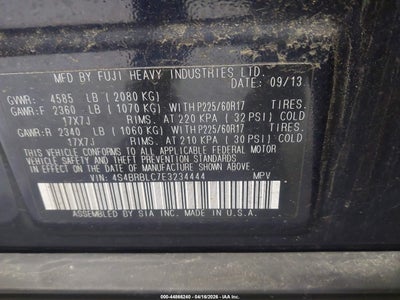 MFD BY FUJI HEAVY INDUSTRIES LTD.
DATE: 09/13
GVWR: 4585 LB (2080 KG)
GAWR:F 2360 LB (1070 KG) WITH P225/60R17 TIRES.
17X7J RIMS. AT 220 KPA (32 PSI) COLD
GAWR:R 2340 LB (1060 KG) WITH P225/60R17 TIRES.
17X7J RIMS. AT 210 KPA (30 PSI) COLD
THIS VEHICLE CONFORMS TO ALL APPLICABLE FEDERAL MOTOR
VEHICLE SAFETY AND THEFT PREVENTION STANDARDS
IN EFFECT ON THE DATE OF MANUFACTURE SHOWN ABOVE.
VIN: 4S4BRBLC7E3234444 MPV
ASSEMBLED BY SIA INC. MADE IN U.S.A.
000-44866240 - 04/16/2026 - IAAI.COM